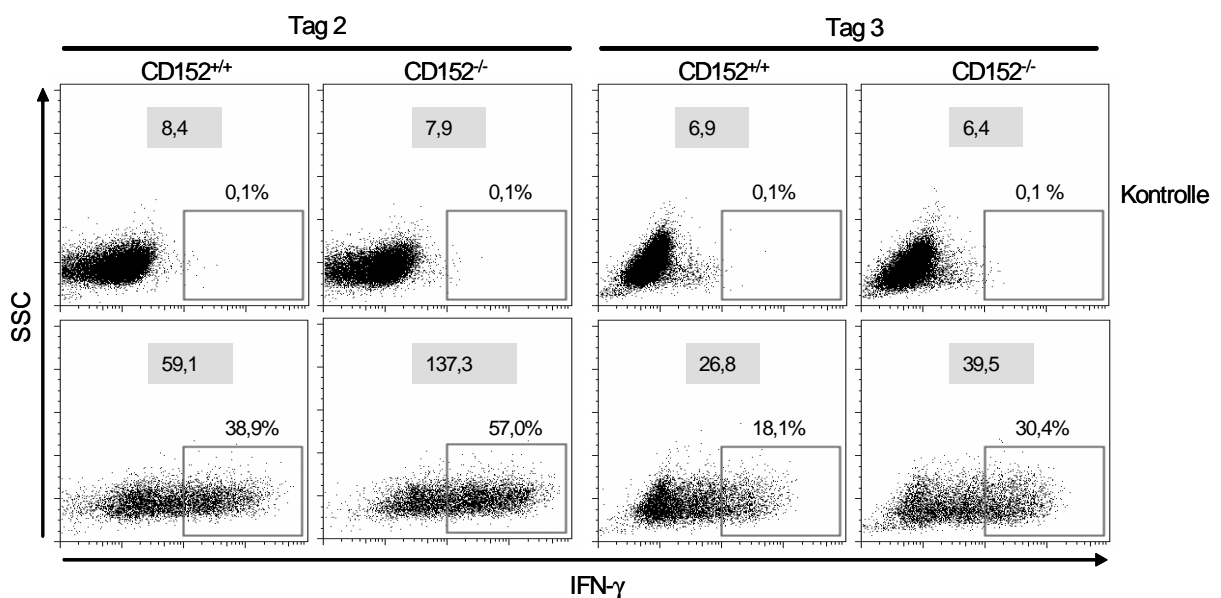 Tag 2 Tag 3
CD152+/+ CD152-/- CD152+/+ CD152-/-
8,4 7,9 6,9 6,4
0,1% 0,1% 0,1% 0,1 %
Kontrolle
SSC
59,1 137,3 26,8 39,5
38,9% 57,0% 18,1% 30,4%
IFN-γ